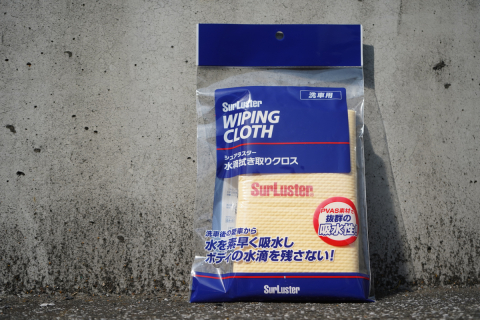 洗車用
SurLuster
WIPING
CLOTH
シュアラスター
水滴拭き取りクロス
SurLuster
PVAS素材で
抜群の
吸水性
洗車後の愛車から
水を素早く吸水し
ボディの水滴を残さない!
SurLuster